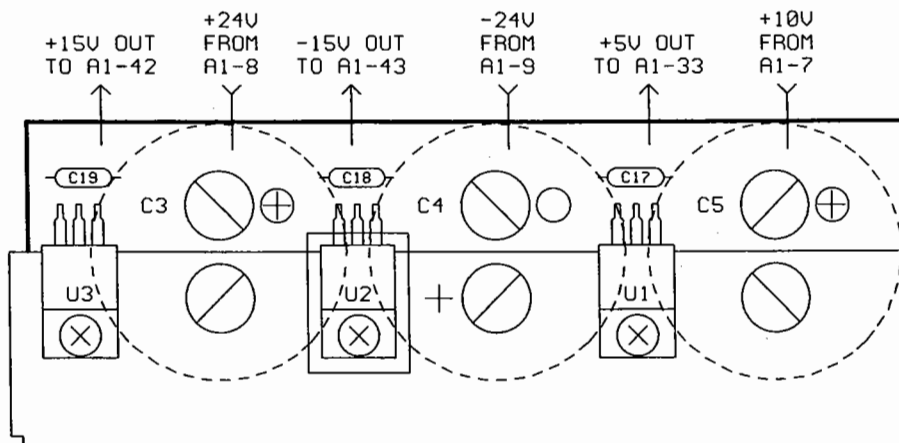 +15V OUT
TO A1-42
+24V
FROM
A1-8
-15V OUT
TO A1-43
-24V
FROM
A1-9
+5V OUT
TO A1-33
+10V
FROM
A1-7
C19
C18
C17
C3
C4
C5
U3
U2
U1